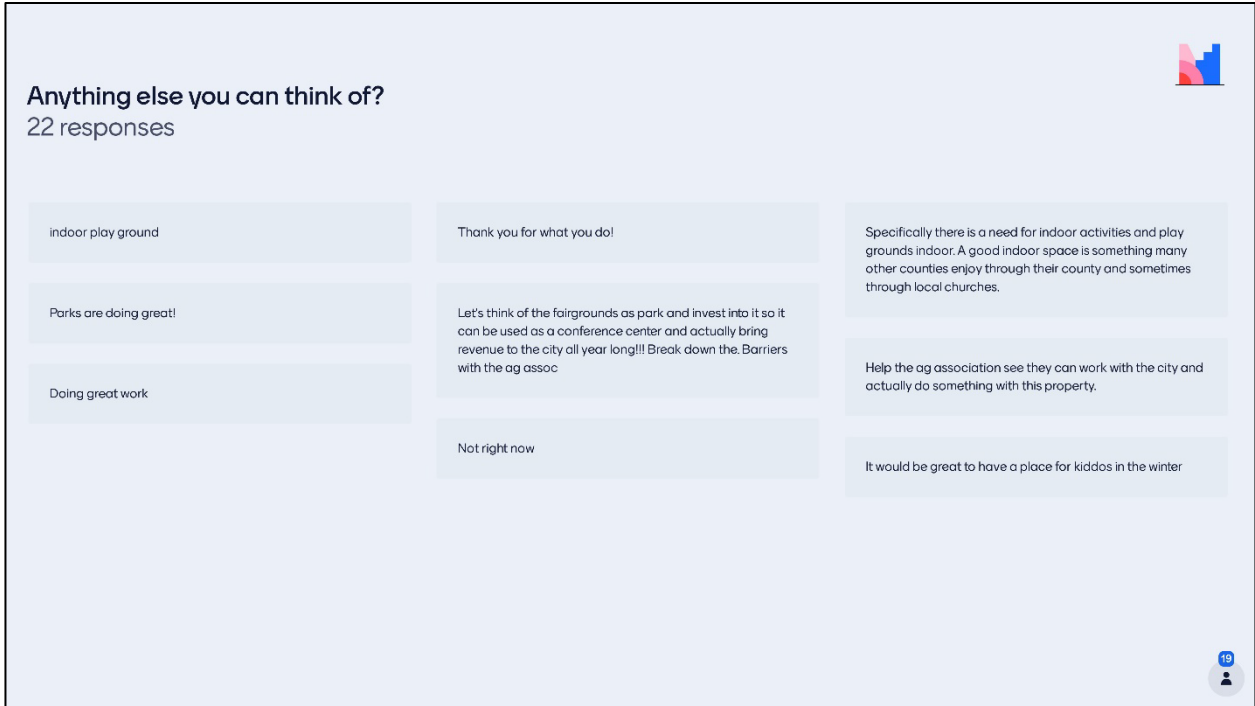 Anything else you can think of?
22 responses
indoor play ground
Parks are doing great!
Doing great work
Thank you for what you do!
Let's think of the fairgrounds as park and invest into it so it
can be used as a conference center and actually bring
revenue to the city all year long!!! Break down the. Barriers
with the ag assoc
Not right now
Specifically there is a need for indoor activities and play
grounds indoor. A good indoor space is something many
other counties enjoy through their county and sometimes
through local churches.
Help the ag association see they can work with the city and
actually do something with this property.
It would be great to have a place for kiddos in the winter
19